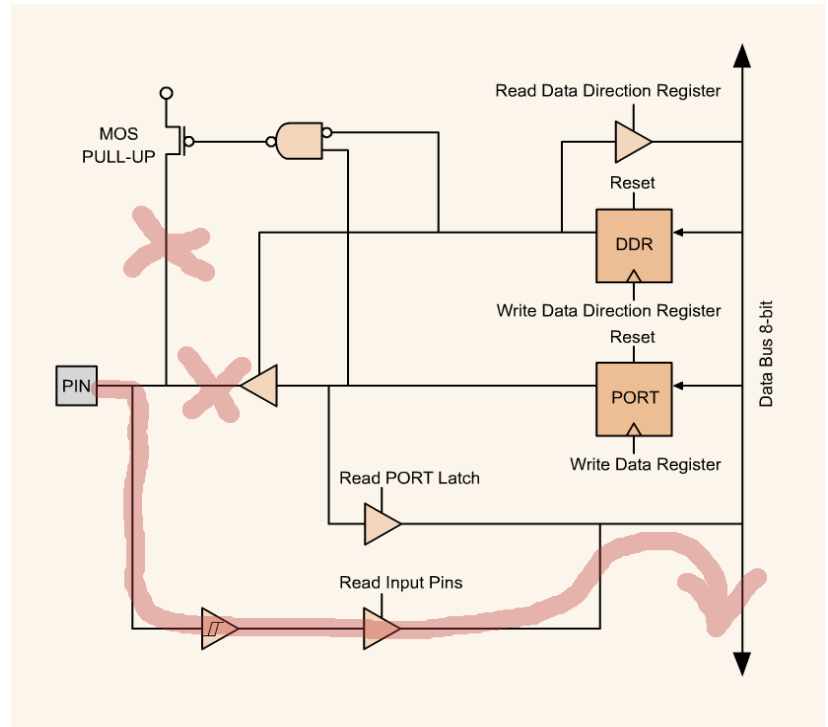 Read Data Direction Register
MOS
PULL-UP
Reset
DDR
Write Data Direction Register
Reset
PIN
PORT
Data Bus 8-bit
Write Data Register
Read PORT Latch
Read Input Pins